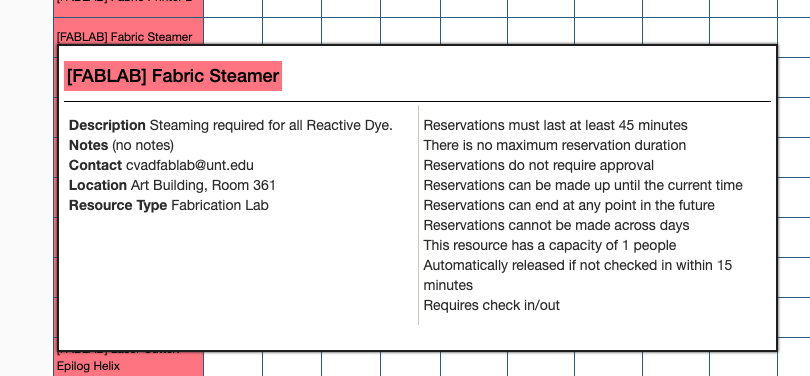 [FABLAB] Fabric Steamer
[FABLAB] Fabric Steamer
Description Steaming required for all Reactive Dye.
Notes (no notes)
Contact cvadfablab@unt.edu
Location Art Building, Room 361
Resource Type Fabrication Lab
Reservations must last at least 45 minutes
There is no maximum reservation duration
Reservations do not require approval
Reservations can be made up until the current time
Reservations can end at any point in the future
Reservations cannot be made across days
This resource has a capacity of 1 people
Automatically released if not checked in within 15
minutes
Requires check in/out
Epilog Helix